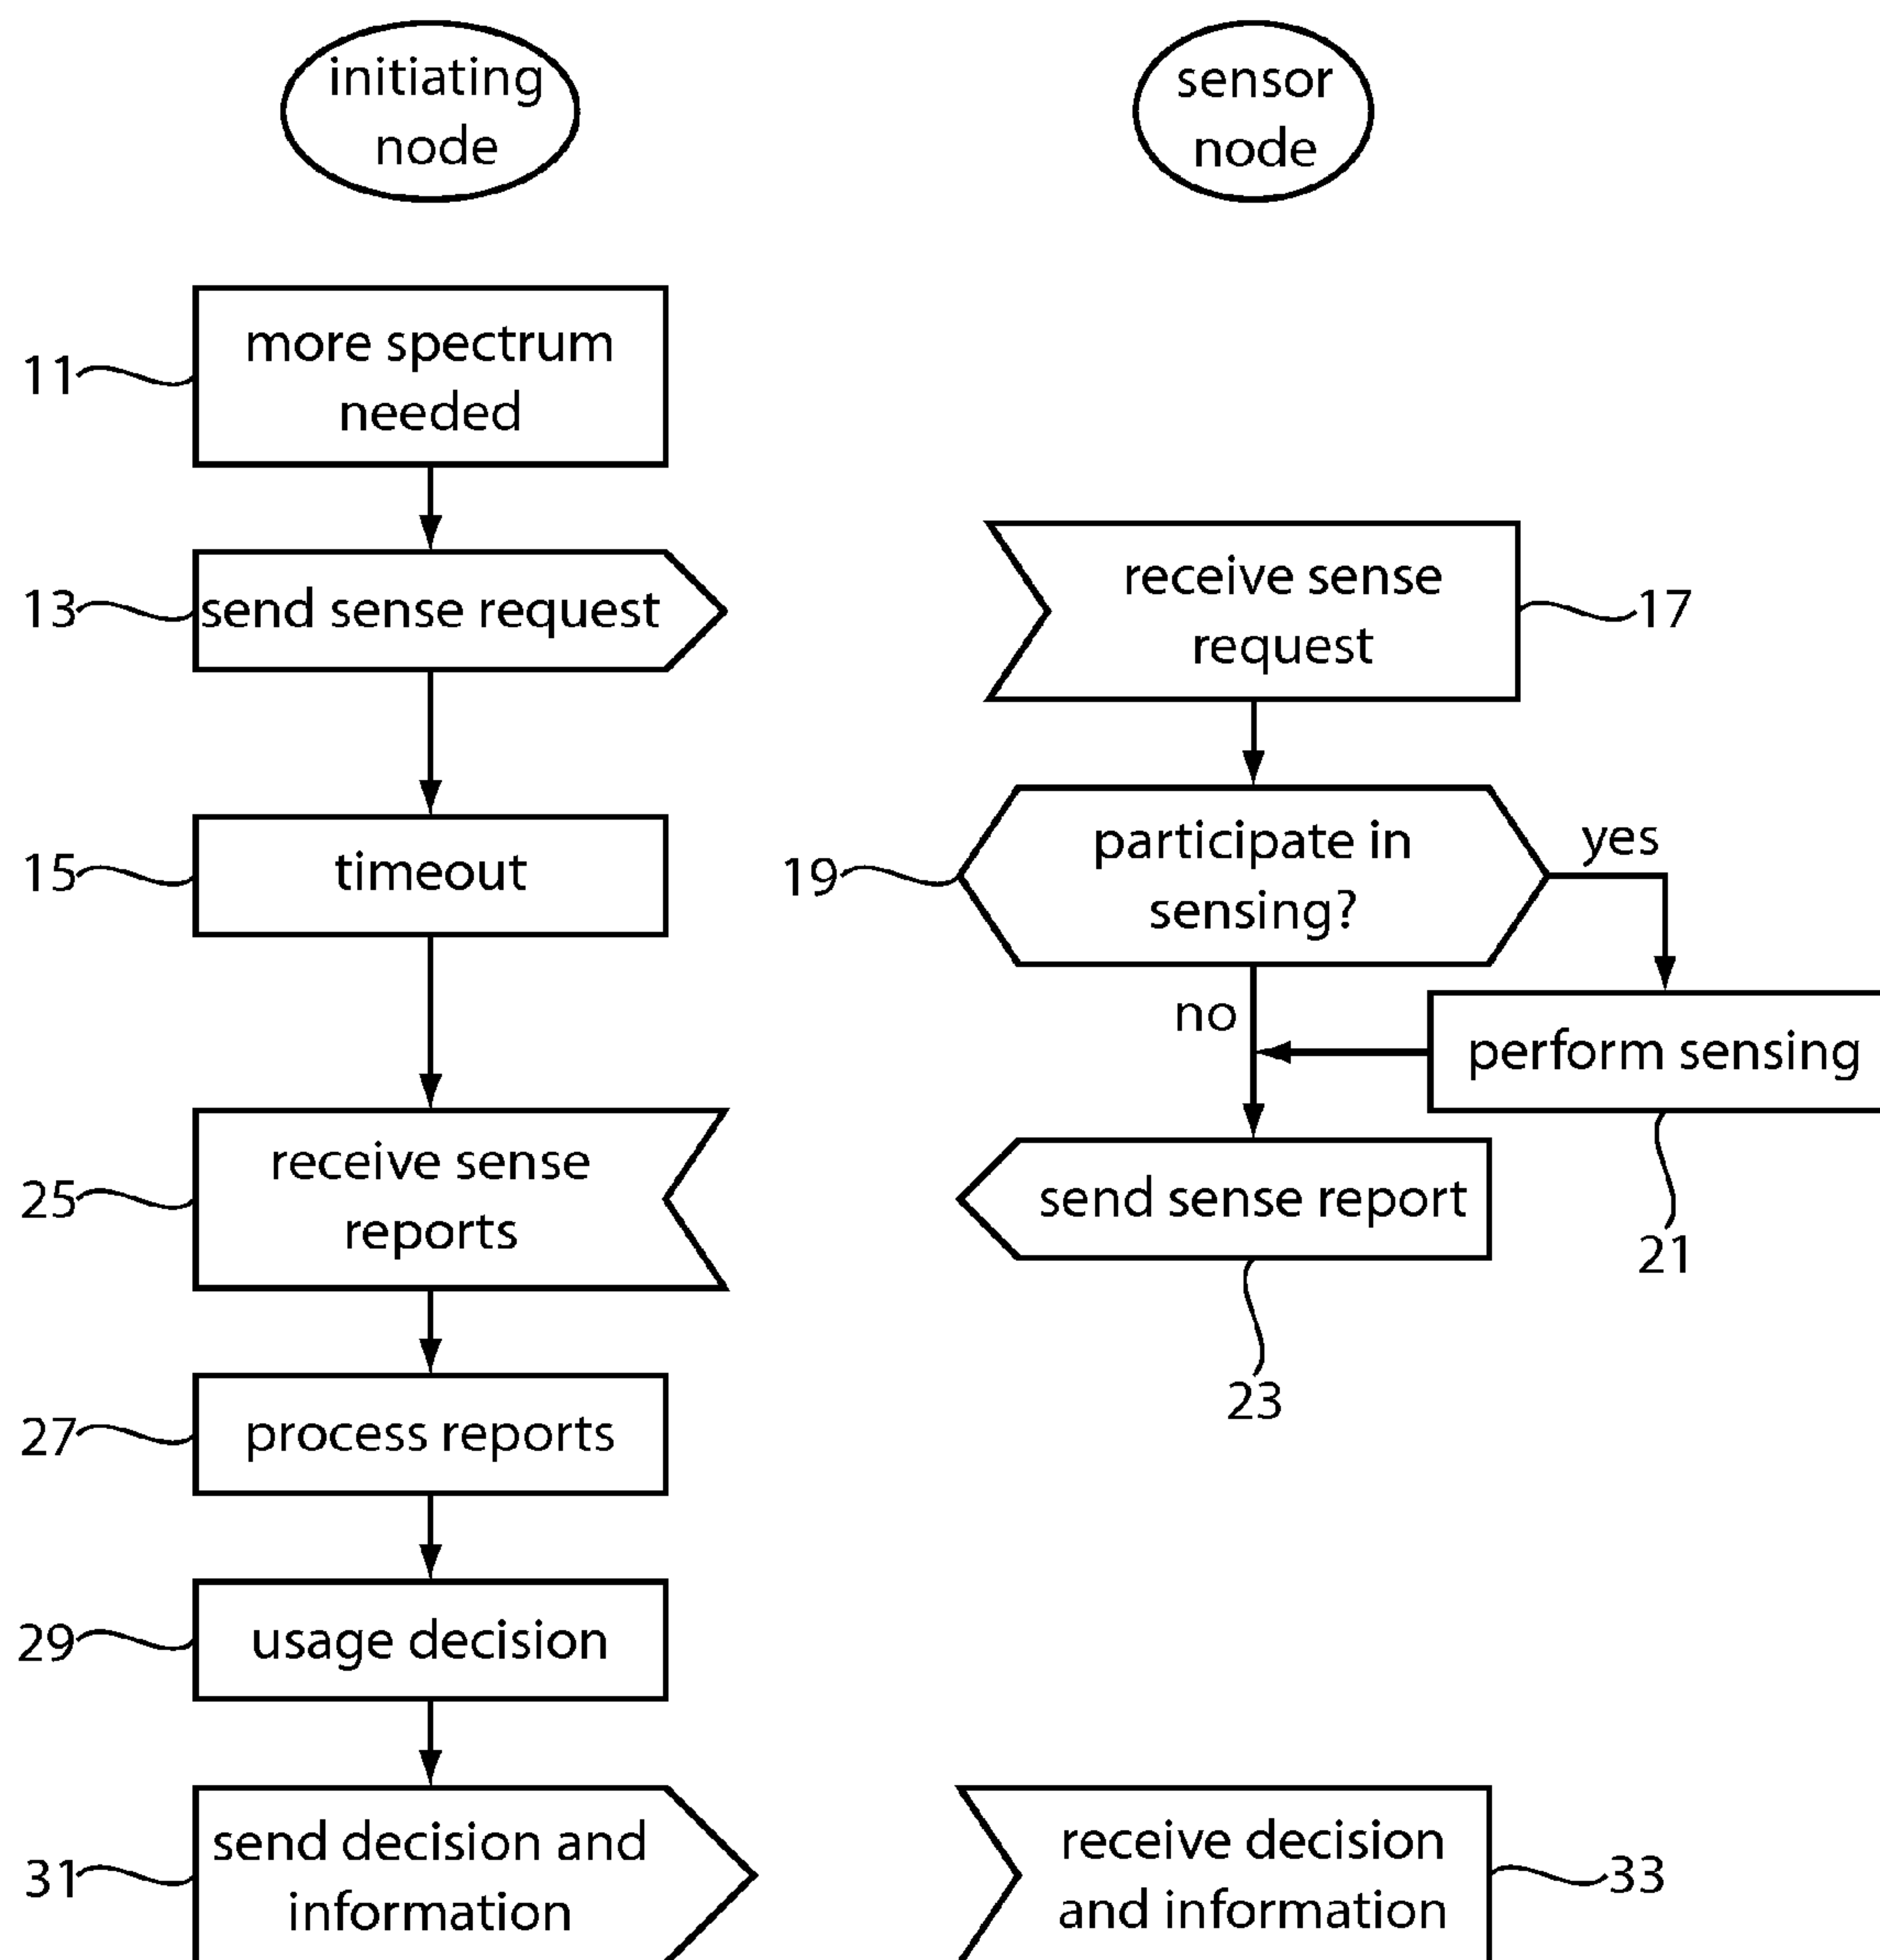 initiating
node
sensor
node
more spectrum
needed
11
send sense request
13
receive sense
request
17
timeout
15
participate in
sensing?
19
yes
no
perform sensing
21
receive sense
reports
25
send sense report
23
process reports
27
usage decision
29
send decision and
information
31
receive decision
and information
33